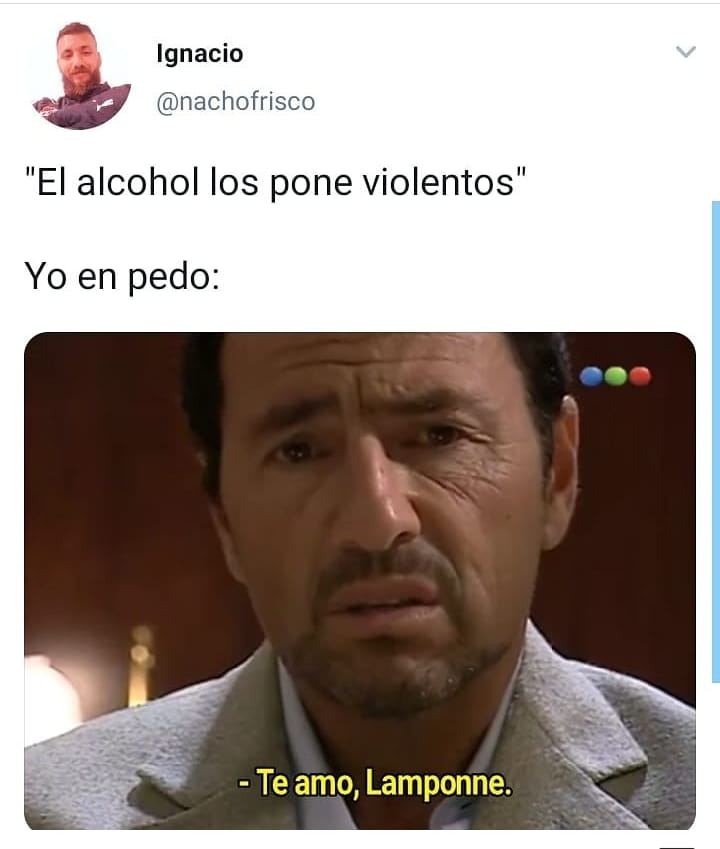 Ignacio
@nachofrisco
"El alcohol los pone violentos"
Yo en pedo:
- Te amo, Lamponne.